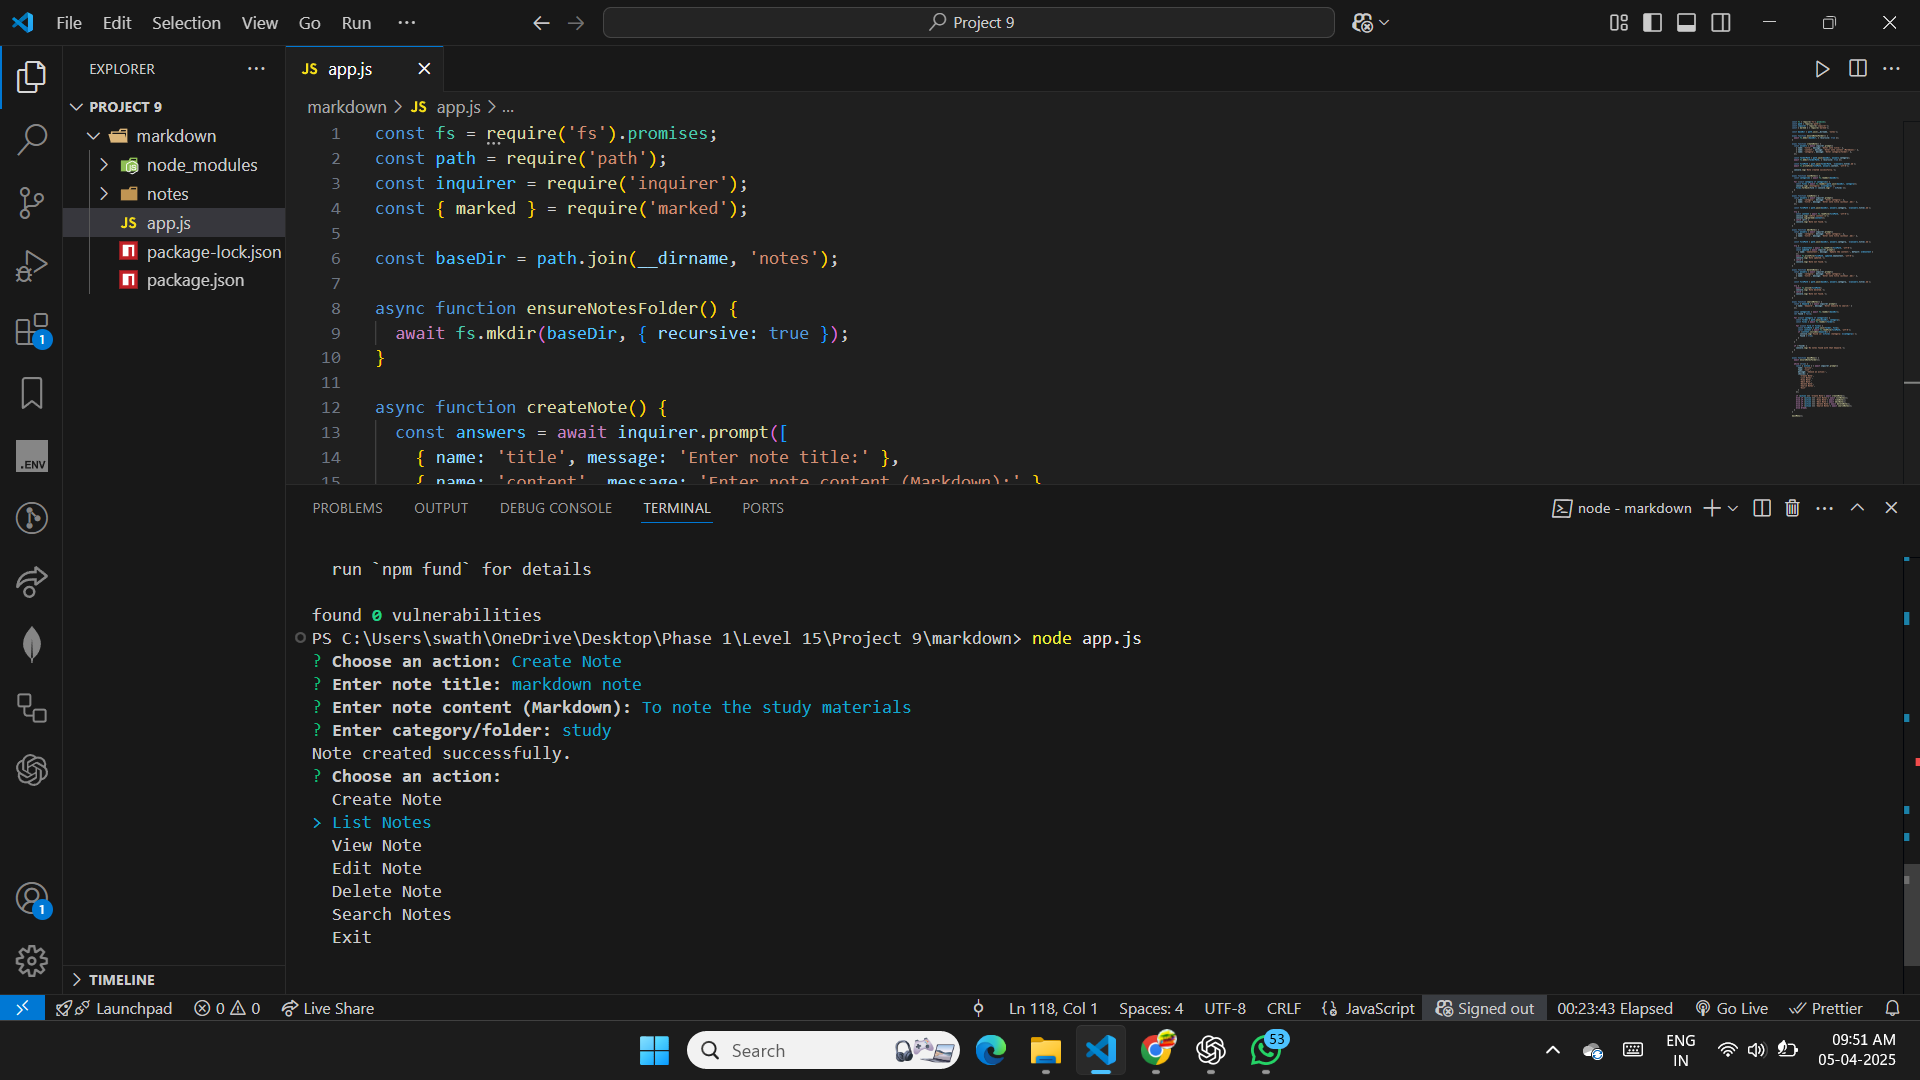 File Edit Selection View Go Run ··· Project 9
EXPLORER ···
PROJECT 9
markdown
node_modules
notes
JS app.js
package-lock.json
package.json
TIMELINE
JS app.js
markdown > JS app.js > ...
1 const fs = require('fs').promises;
2 const path = require('path');
3 const inquirer = require('inquirer');
4 const { marked } = require('marked');
5
6 const baseDir = path.join(__dirname, 'notes');
7
8 async function ensureNotesFolder() {
9 await fs.mkdir(baseDir, { recursive: true });
10 }
11
12 async function createNote() {
13 const answers = await inquirer.prompt([
14 { name: 'title', message: 'Enter note title:' },
15 { name: 'content', message: 'Enter note content (Markdown):' }
PROBLEMS OUTPUT DEBUG CONSOLE TERMINAL PORTS node - markdown
run `npm fund` for details
found 0 vulnerabilities
PS C:\Users\swath\OneDrive\Desktop\Phase 1\Level 15\Project 9\markdown> node app.js
? Choose an action: Create Note
? Enter note title: markdown note
? Enter note content (Markdown): To note the study materials
? Enter category/folder: study
Note created successfully.
? Choose an action:
Create Note
> List Notes
View Note
Edit Note
Delete Note
Search Notes
Exit
.ENV
1
1
Launchpad 0 0 Live Share Ln 118, Col 1 Spaces: 4 UTF-8 CRLF {} JavaScript Signed out 00:23:43 Elapsed Go Live Prettier
Search 53 ENG IN 09:51 AM
05-04-2025